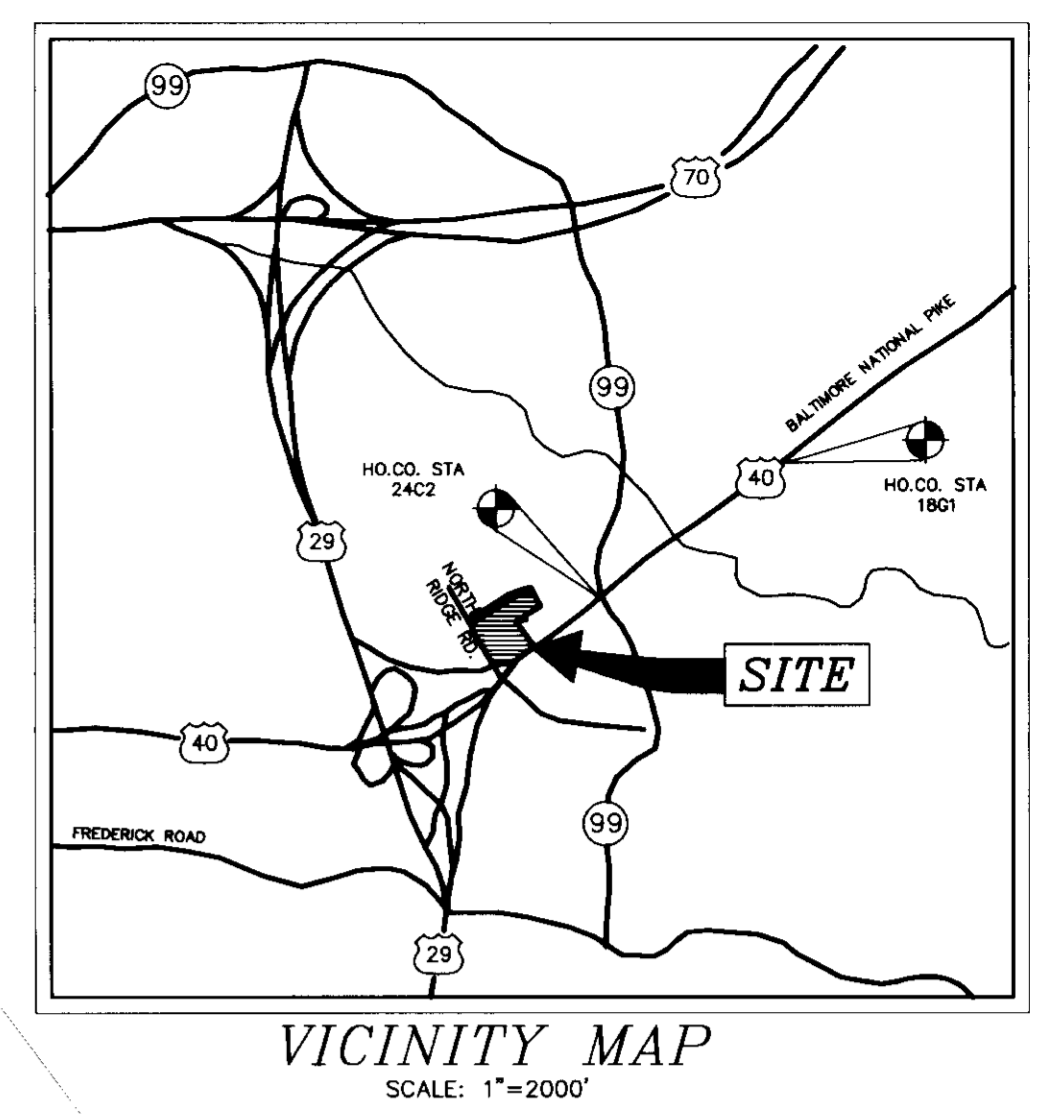 99
70
BALTIMORE NATIONAL PIKE
99
HO.CO. STA
24C2
40
HO.CO. STA
18G1
29
NORTH
RIDGE RD.
SITE
40
99
FREDERICK ROAD
29
VICINITY MAP
SCALE: 1"=2000'